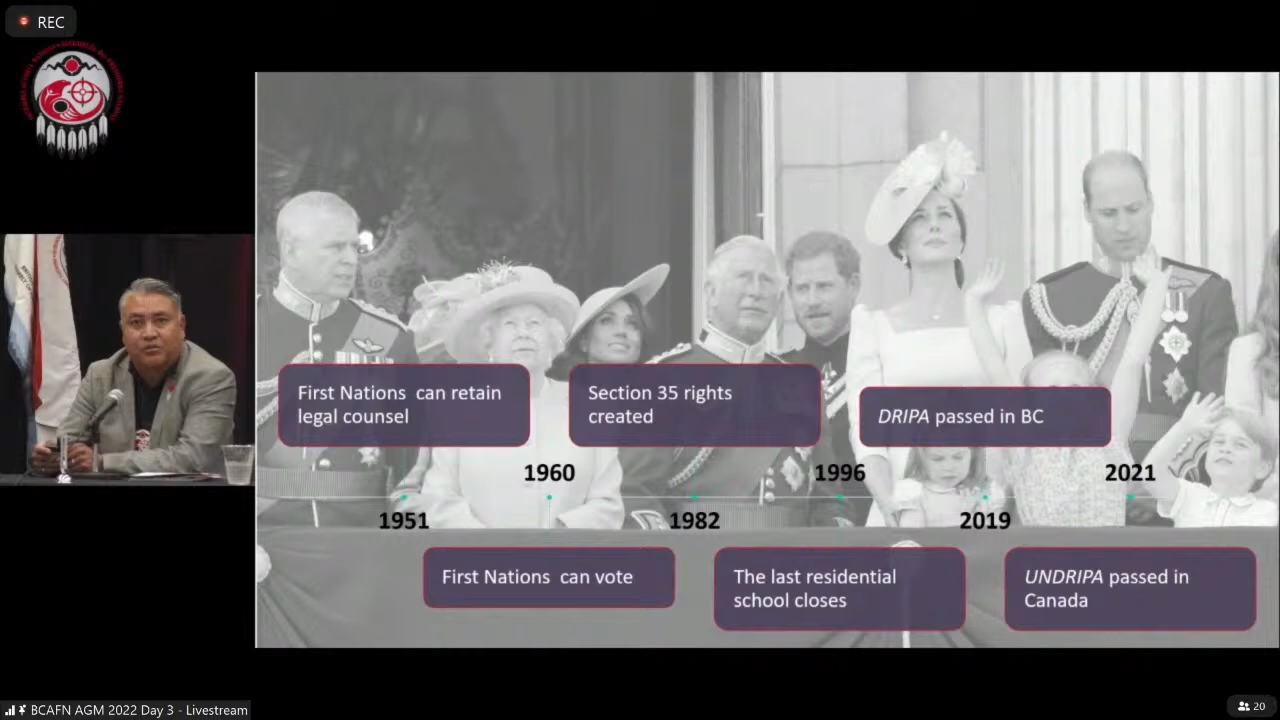 REC
First Nations can retain
legal counsel
Section 35 rights
created
DRIPA passed in BC
1960
1996
2021
1951
1982
2019
First Nations can vote
The last residential
school closes
UNDRIPA passed in
Canada
BCAFN AGM 2022 Day 3 - Livestream
20